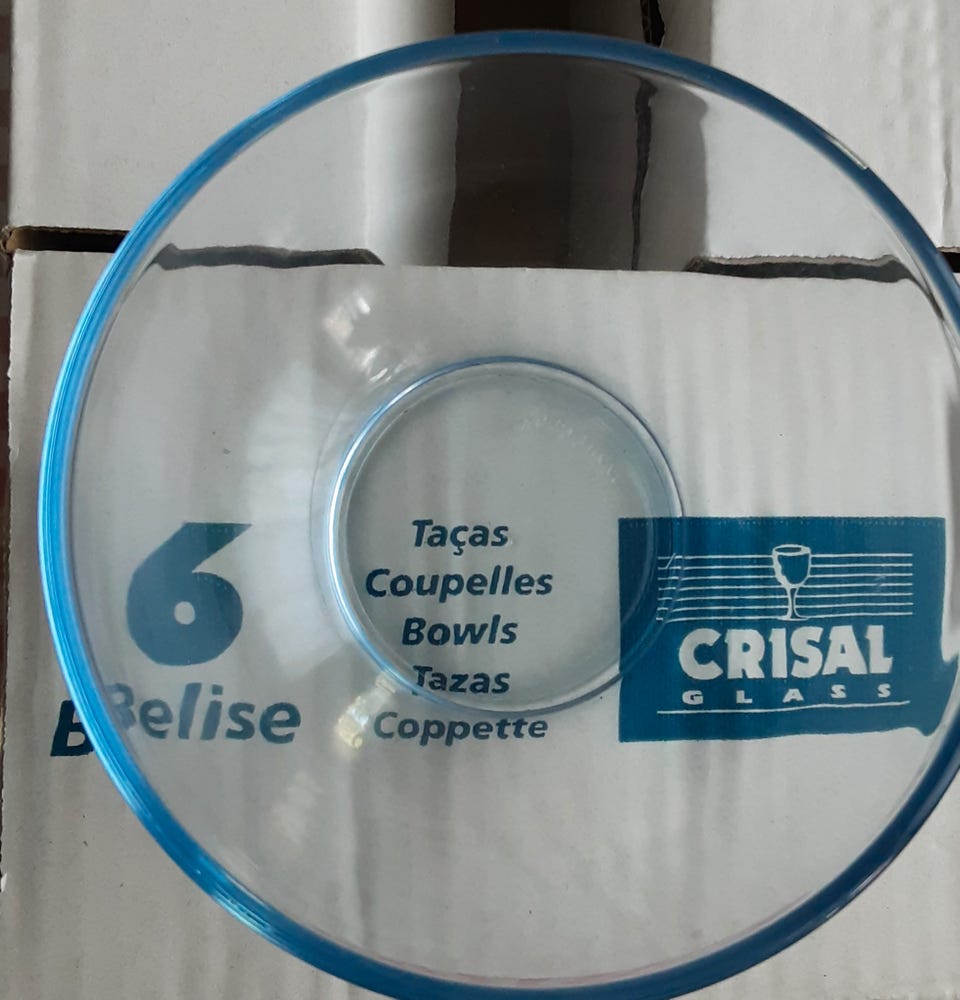 6
Belise
Taças
Coupelles
Bowls
Tazas
Coppette
CRISAL
GLASS